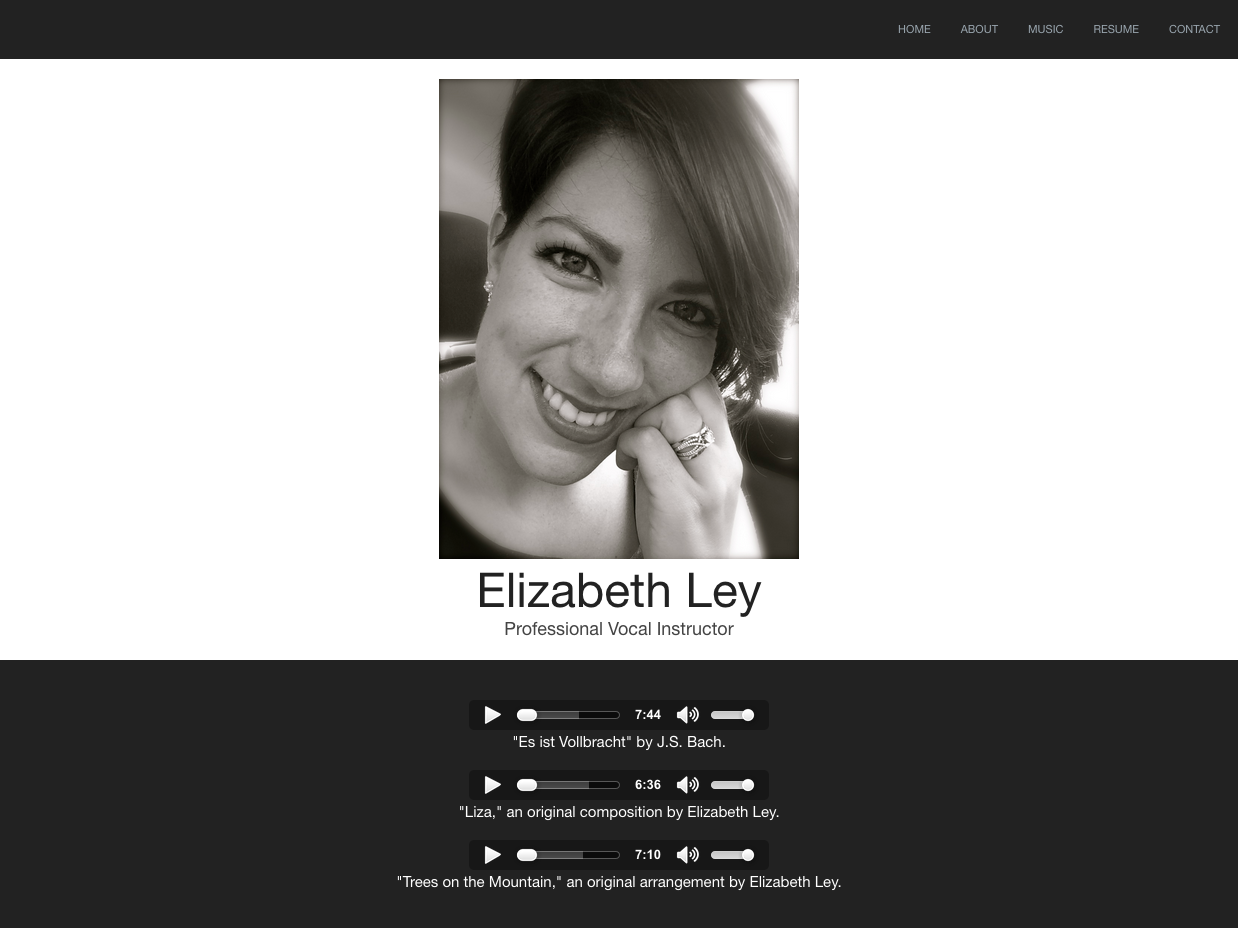 HOME ABOUT MUSIC RESUME CONTACT
Elizabeth Ley
Professional Vocal Instructor
7:44
"Es ist Vollbracht" by J.S. Bach.
6:36
"Liza," an original composition by Elizabeth Ley.
7:10
"Trees on the Mountain," an original arrangement by Elizabeth Ley.